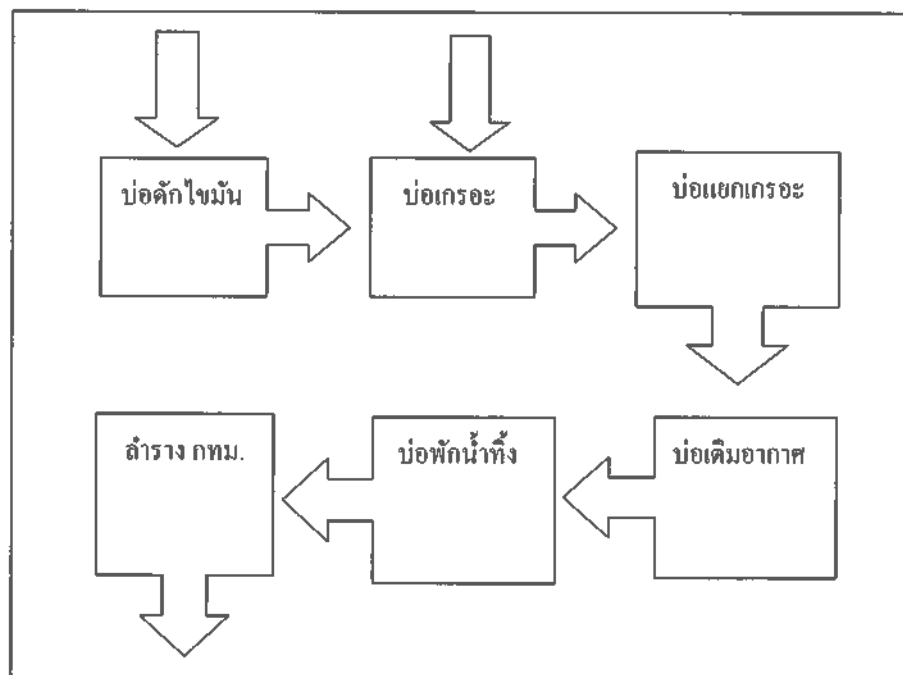 บ่อดักไขมัน
บ่อเกรอะ
บ่อแยกเกรอะ
ลำราง กทม.
บ่อพักน้ำทิ้ง
บ่อเติมอากาศ